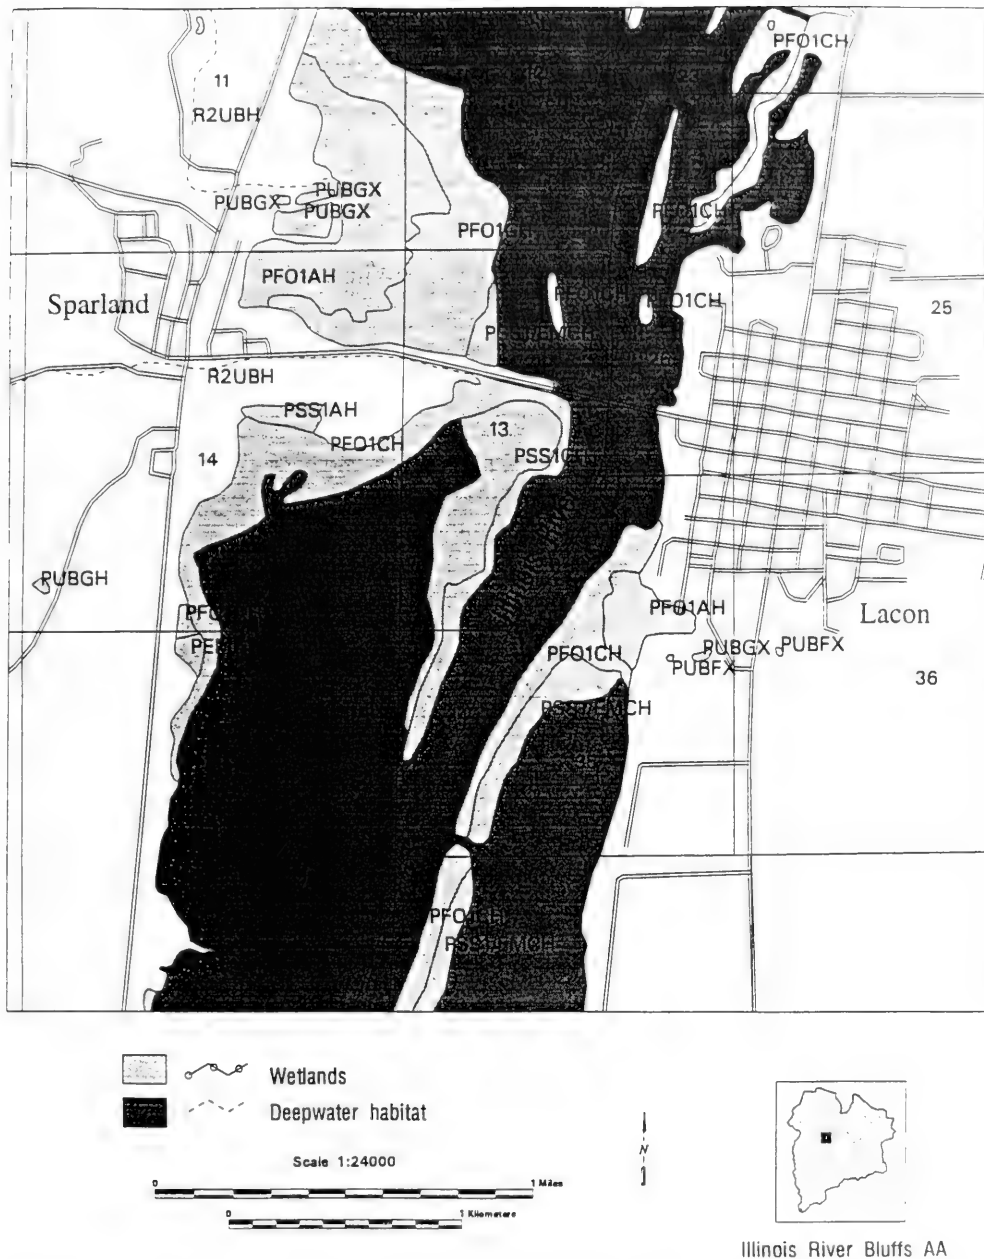 PFO1CH
11
R2UBH
PUBGX
PUBGX
PUBGX
PFO1CH
PFO1AH
Sparland
PFO1CH
25
R2UBH
PSS1AH
PFO1CH
13
14
PUBGH
PFO1AH
Lacon
PFO1CH
PUBGX
PUBFX
PUBFX
36
Wetlands
Deepwater habitat
Scale 1:24000
0 1 Miles
0 1 Kilometers
N
Illinois River Bluffs AA